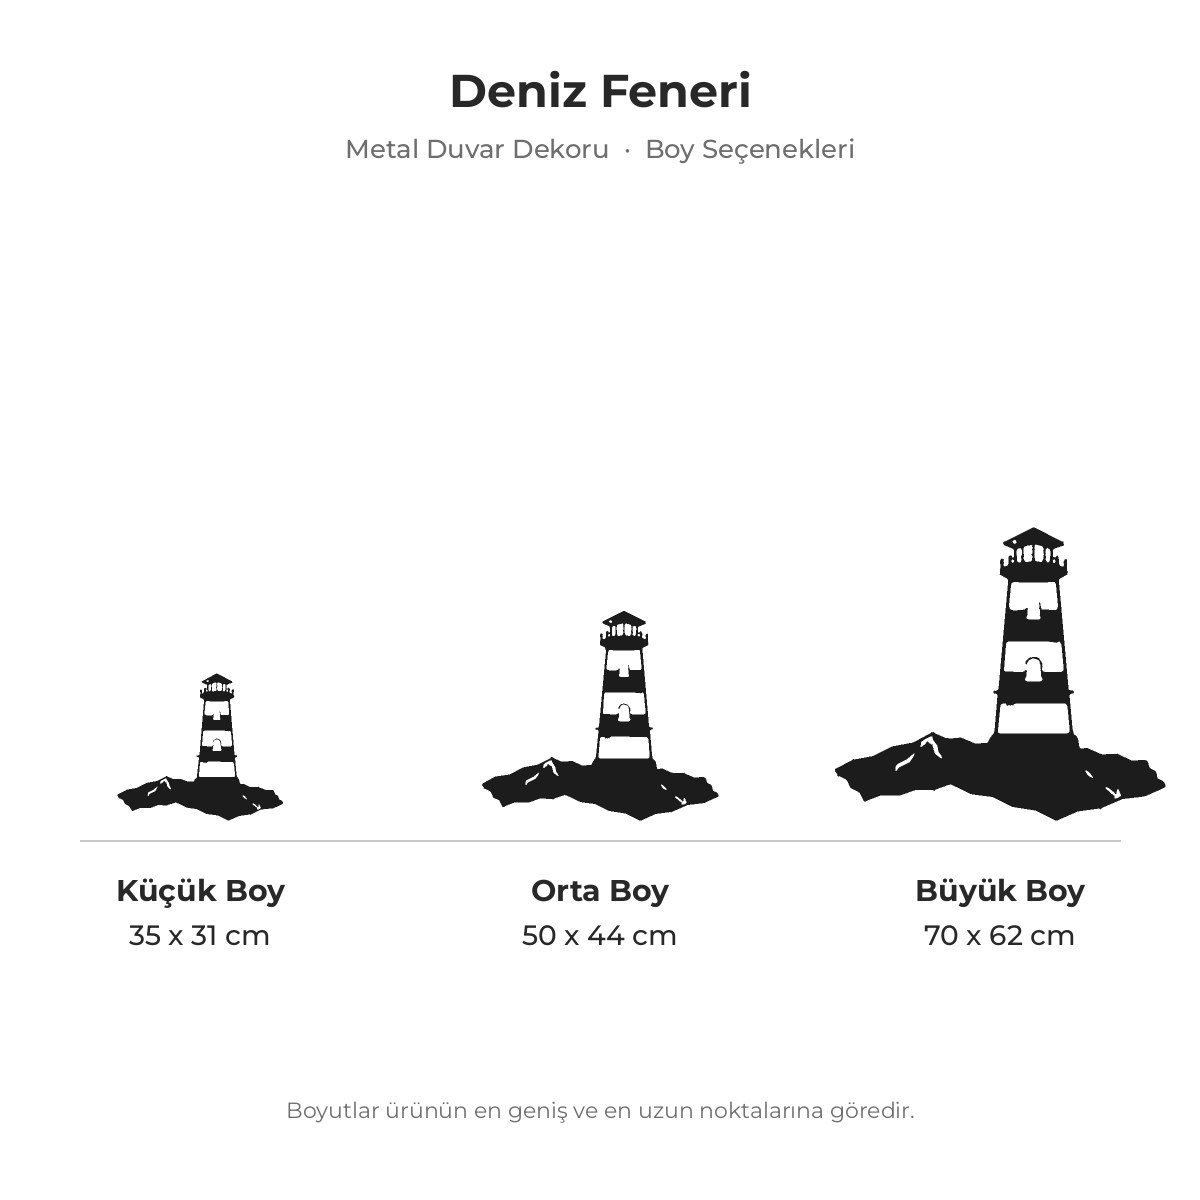 Deniz Feneri
Metal Duvar Dekoru · Boy Seçenekleri
Küçük Boy
35 x 31 cm
Orta Boy
50 x 44 cm
Büyük Boy
70 x 62 cm
Boyutlar ürünün en geniş ve en uzun noktalarına göredir.